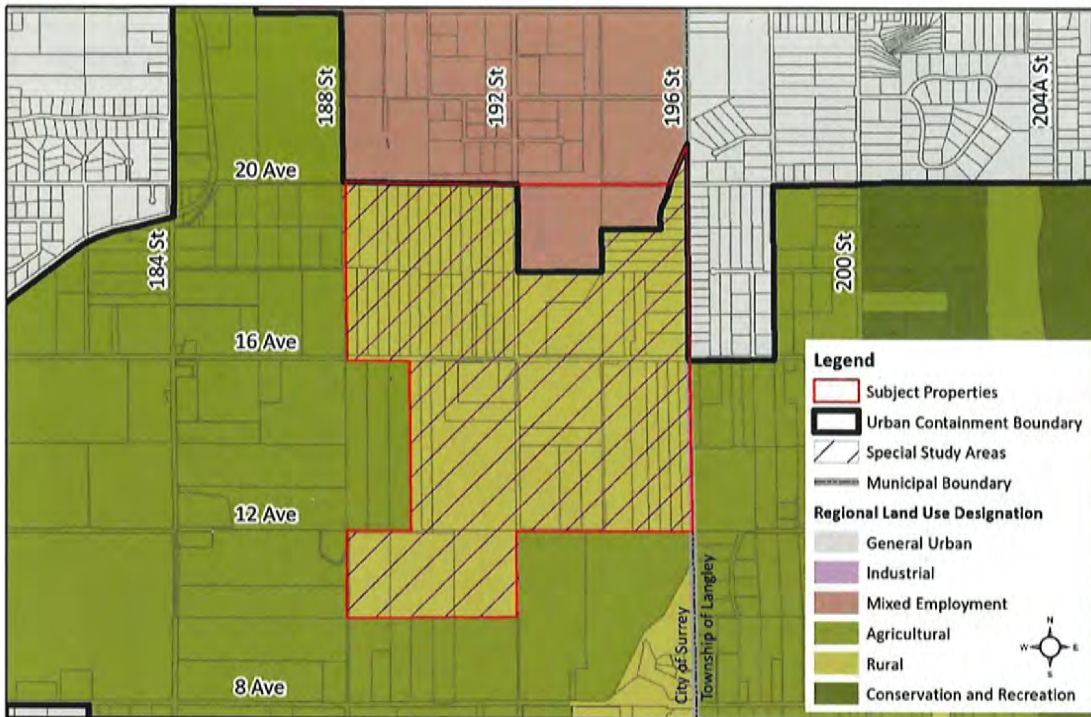 188 St
192 St
196 St
204A St
20 Ave
184 St
200 St
16 Ave
12 Ave
8 Ave
City of Surrey
Township of Langley
Legend
Subject Properties
Urban Containment Boundary
Special Study Areas
Municipal Boundary
Regional Land Use Designation
General Urban
Industrial
Mixed Employment
Agricultural
Rural
Conservation and Recreation
N
W E
S